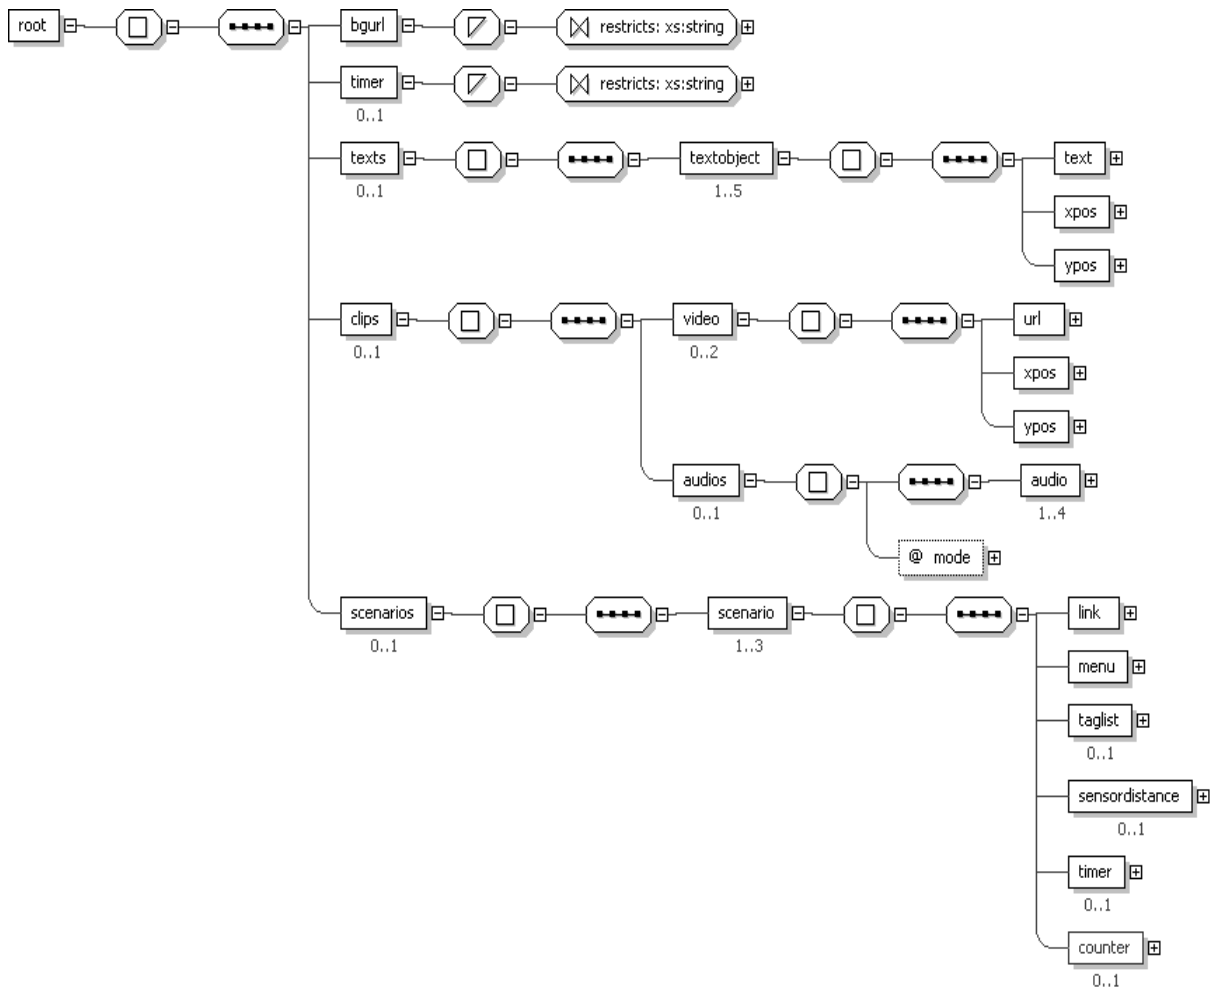 root
bgurl
restricts: xs:string
timer
restricts: xs:string
0..1
texts
textobject
text
0..1
1..5
xpos
ypos
clips
video
url
0..1
0..2
xpos
ypos
audios
audio
0..1
1..4
@ mode
scenarios
scenario
link
0..1
1..3
menu
taglist
0..1
sensordistance
0..1
timer
0..1
counter
0..1